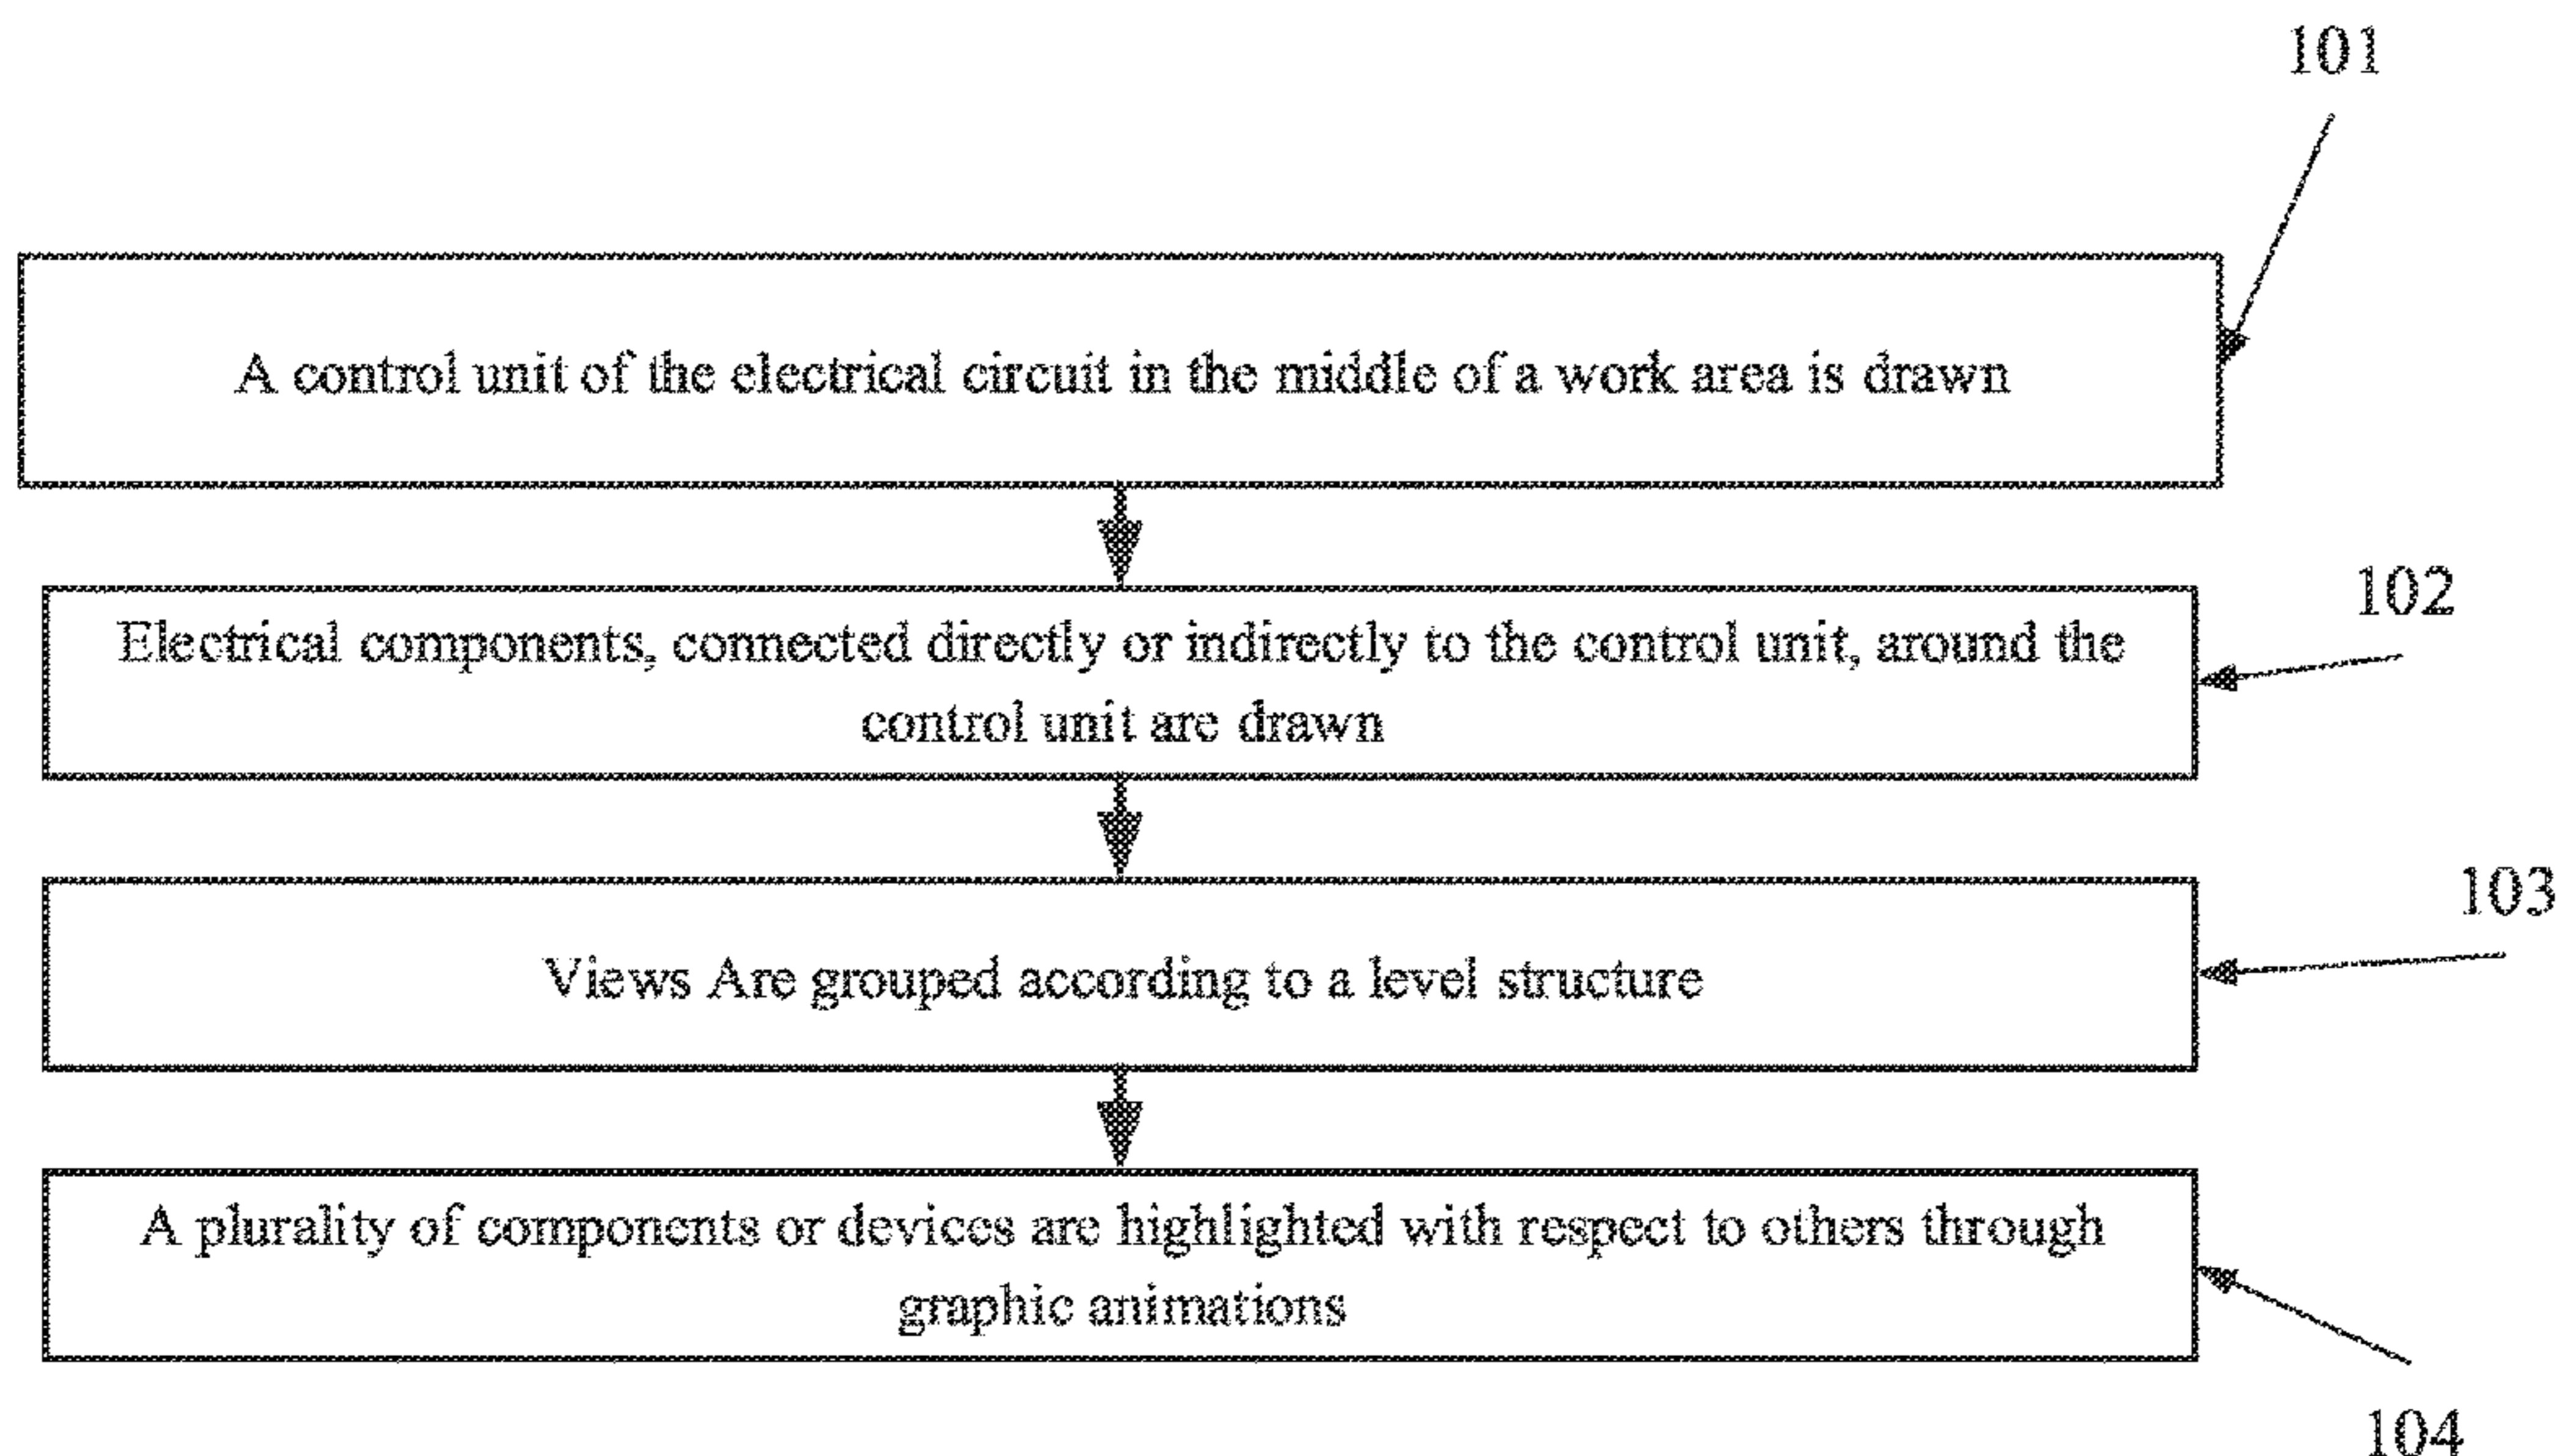 101
A control unit of the electrical circuit in the middle of a work area is drawn
102
Electrical components, connected directly or indirectly to the control unit, around the
control unit are drawn
103
Views Are grouped according to a level structure
A plurality of components or devices are highlighted with respect to others through
graphic animations
104